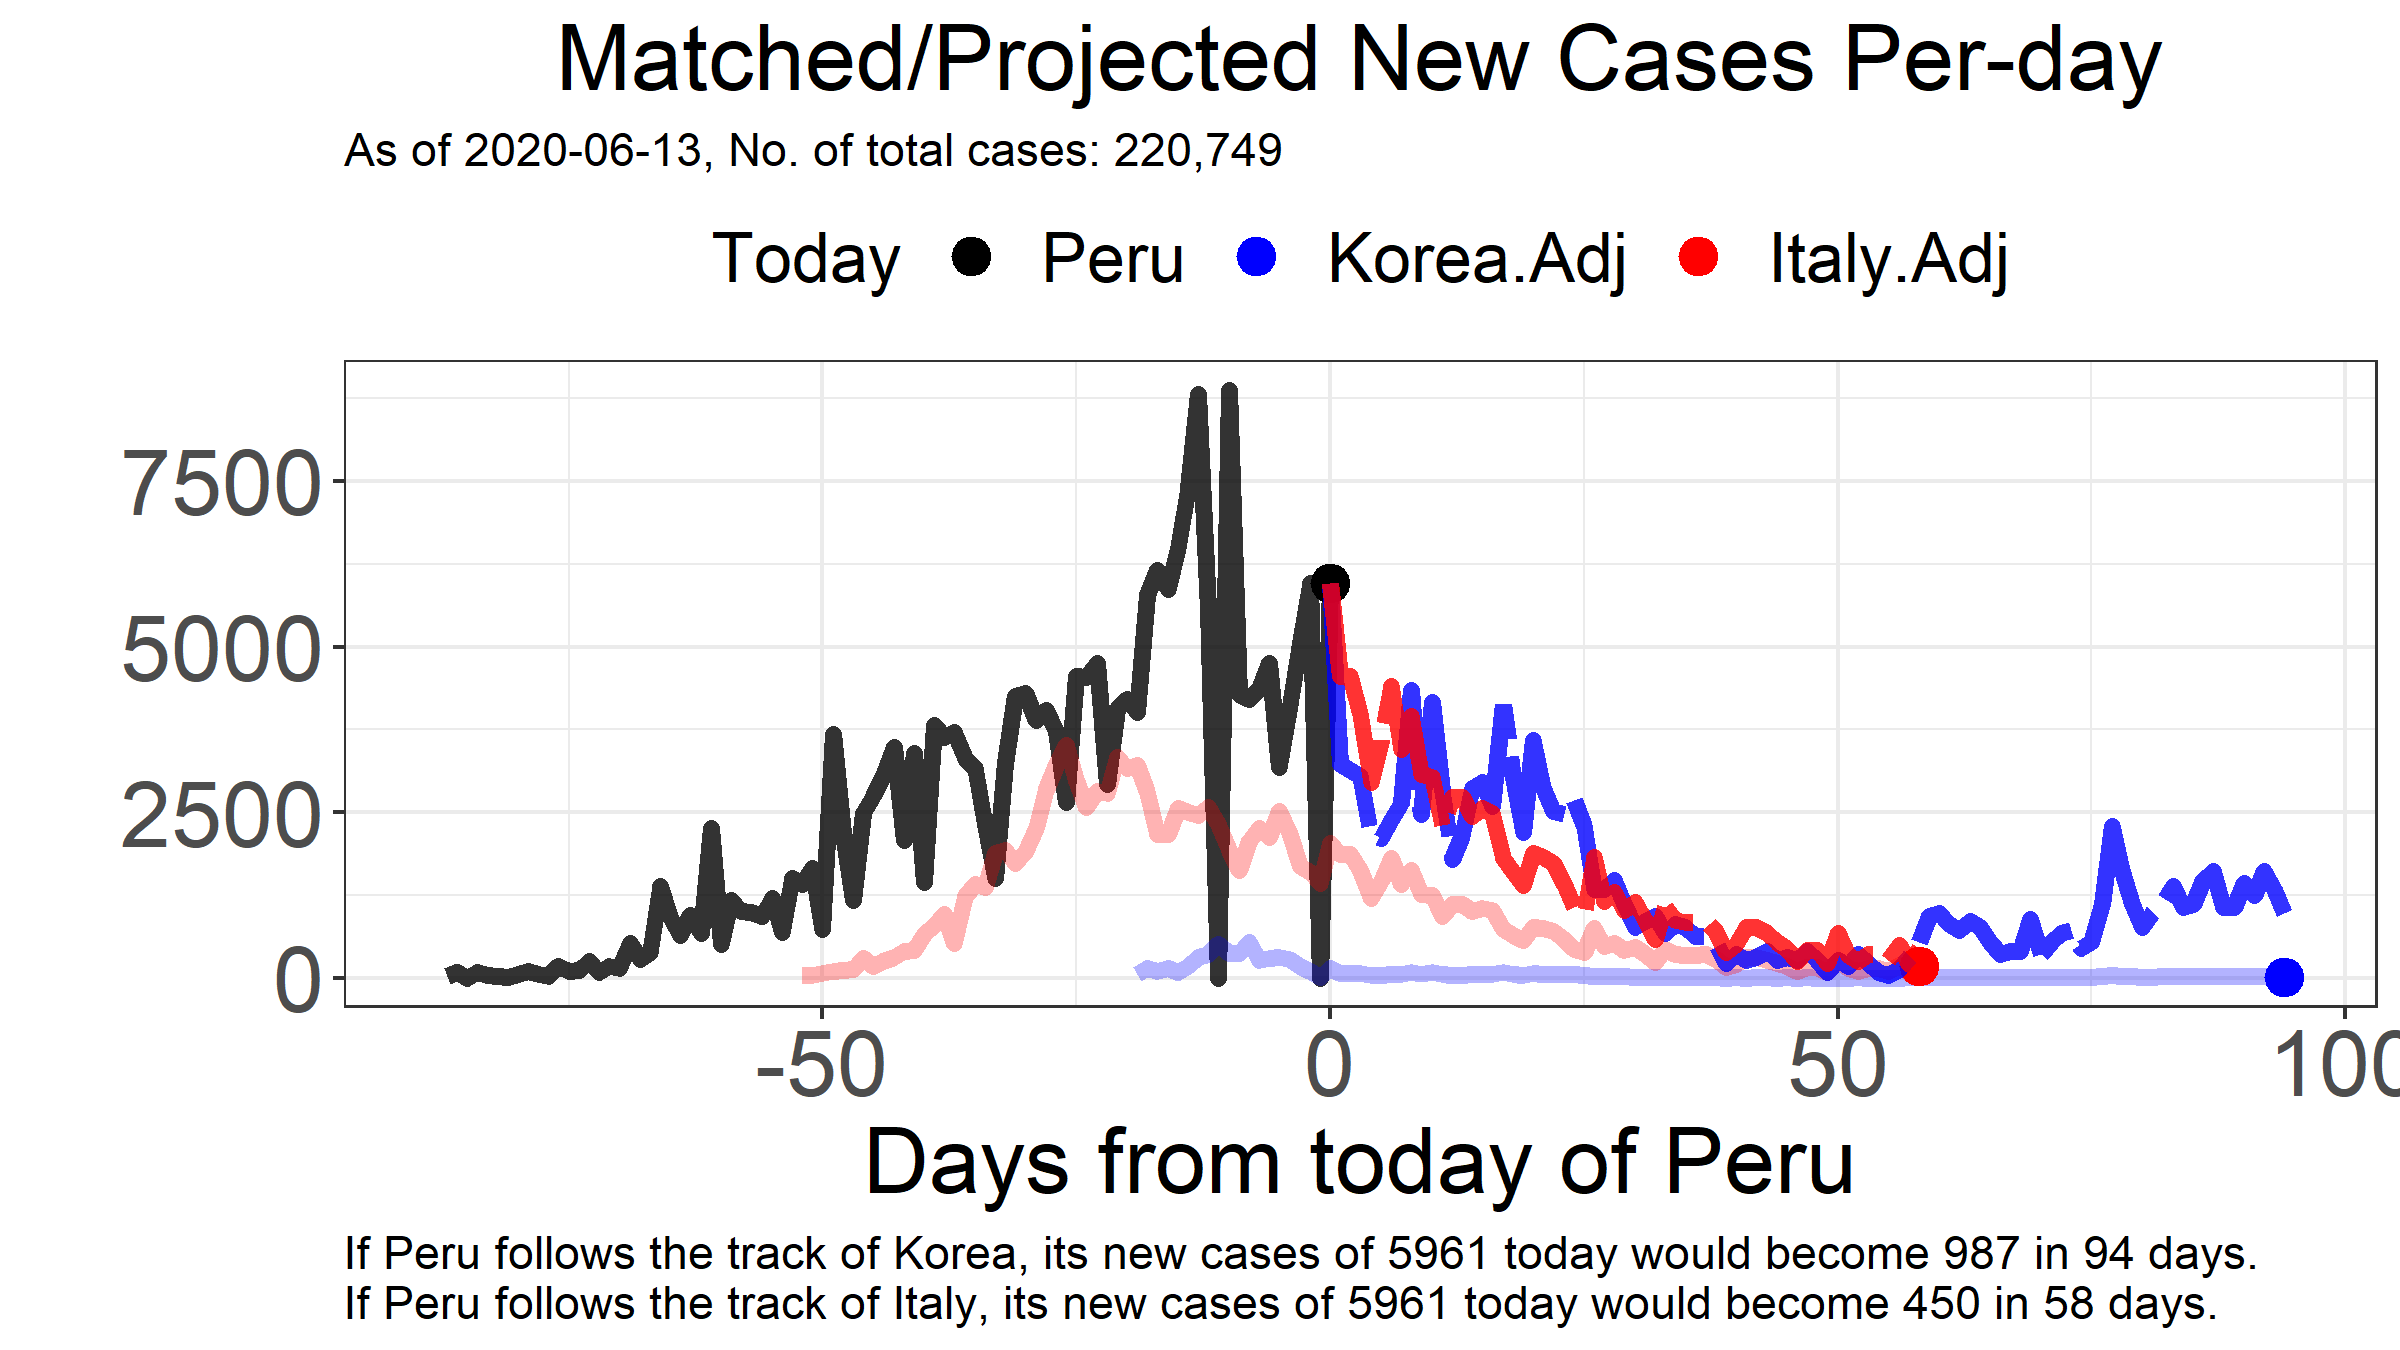 Matched/Projected New Cases Per-day
As of 2020-06-13, No. of total cases: 220,749
Today Peru Korea.Adj Italy.Adj
7500
5000
2500
0
-50 0 50 100
Days from today of Peru
If Peru follows the track of Korea, its new cases of 5961 today would become 987 in 94 days.
If Peru follows the track of Italy, its new cases of 5961 today would become 450 in 58 days.